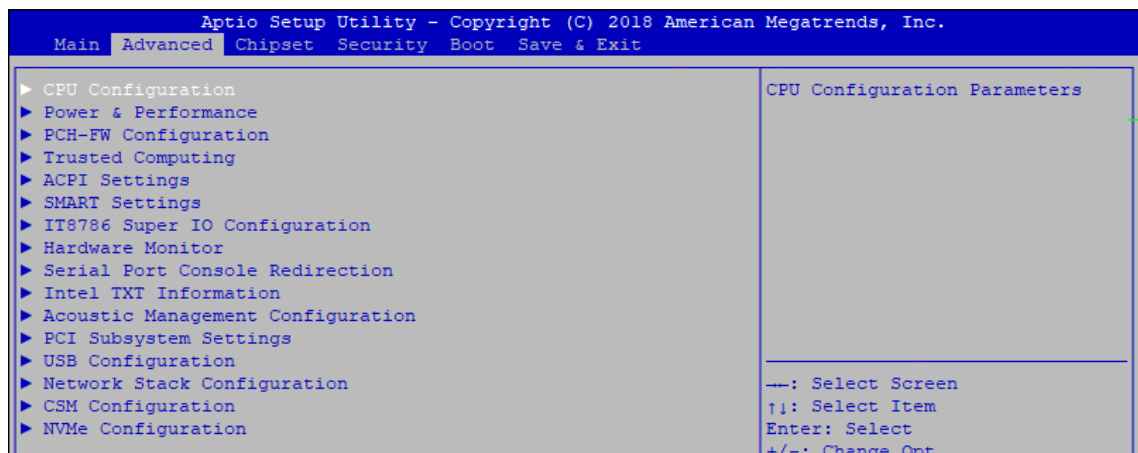 Aptio Setup Utility - Copyright (C) 2018 American Megatrends, Inc.
Main Advanced Chipset Security Boot Save & Exit
► CPU Configuration
► Power & Performance
► PCH-FW Configuration
► Trusted Computing
► ACPI Settings
► SMART Settings
► IT8786 Super IO Configuration
► Hardware Monitor
► Serial Port Console Redirection
► Intel TXT Information
► Acoustic Management Configuration
► PCI Subsystem Settings
► USB Configuration
► Network Stack Configuration
► CSM Configuration
► NVMe Configuration
CPU Configuration Parameters
→←: Select Screen
↑↓: Select Item
Enter: Select
+/-: Change Opt.